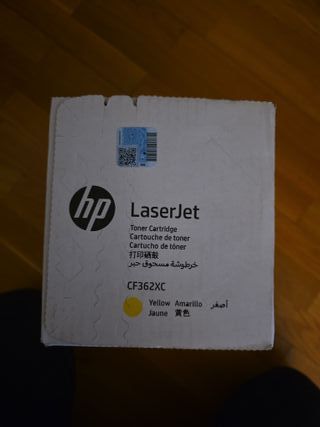 hp
LaserJet
Toner Cartridge
Cartouche de toner
Cartucho de tóner
打印硒鼓
خرطوشة مسحوق حبر
CF362XC
Yellow Amarillo أصفر
Jaune 黄色